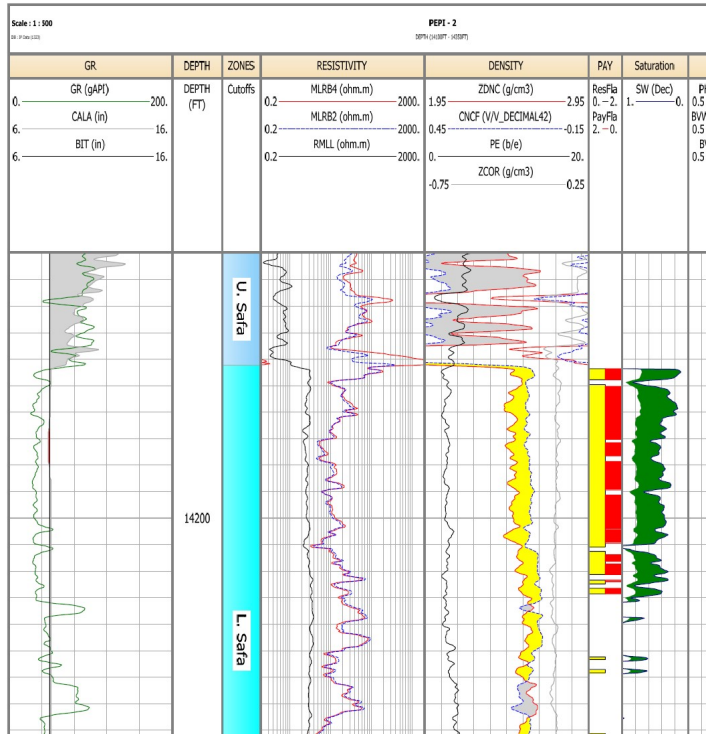 Scale : 1 : 500
PEPI - 2
DEPTH (14100FT - 14350FT)
GR
DEPTH
ZONES
RESISTIVITY
DENSITY
PAY
Saturation
GR (gAPI)
0. 200.
CALA (in)
6. 16.
BIT (in)
6. 16.
DEPTH
(FT)
Cutoffs
MLRB4 (ohm.m)
0.2 2000.
MLRB2 (ohm.m)
0.2 2000.
RMLL (ohm.m)
0.2 2000.
ZDNC (g/cm3)
1.95 2.95
CNCF (V/V_DECIMAL42)
0.45 -0.15
PE (b/e)
0. 20.
ZCOR (g/cm3)
-0.75 0.25
ResFla
0. 2.
PayFla
2. 0.
SW (Dec)
1. 0.
0.5
BVW
0.5
0.5
U. Safa
14200
L. Safa